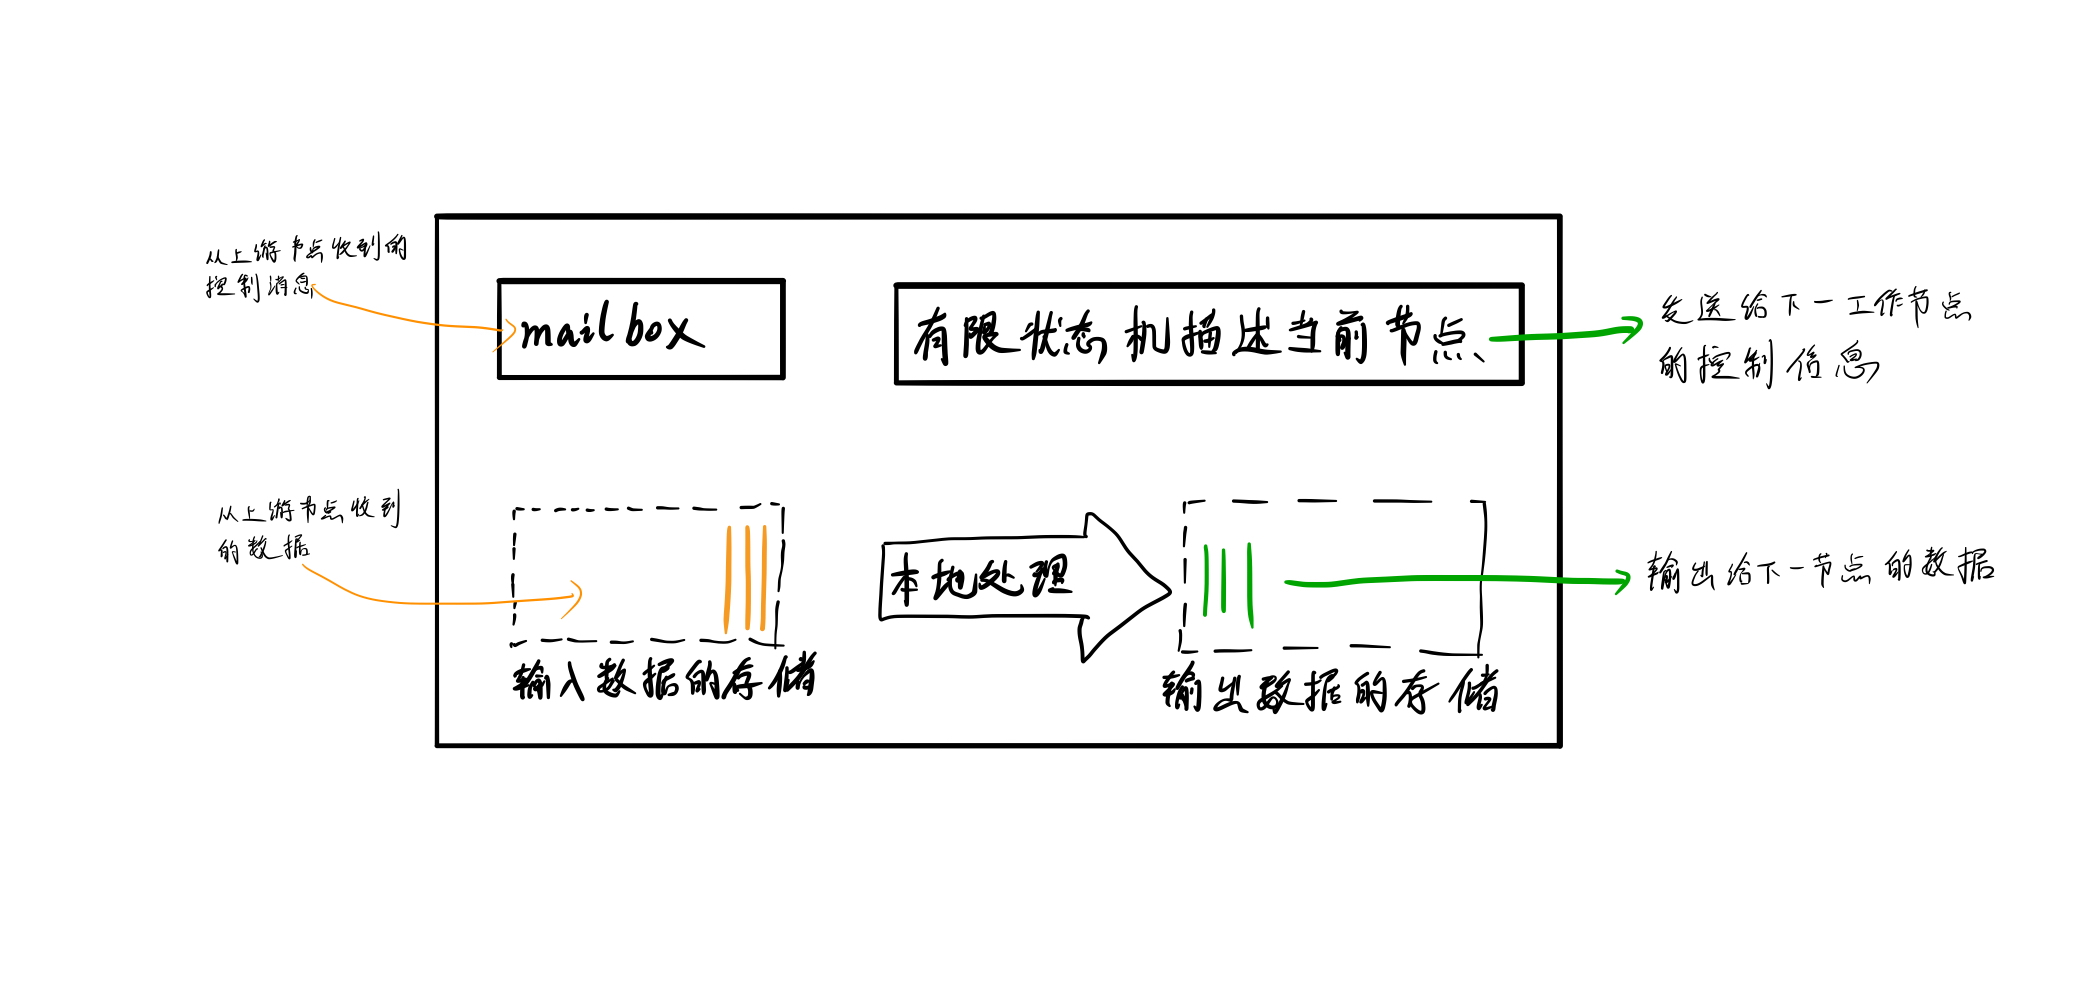 从上游节点收到的
控制消息
mailbox
有限状态机描述当前节点、
发送给下一工作节点
的控制信息
从上游节点收到
的数据
本地处理
输出给下一节点的数据
输入数据的存储
输出数据的存储